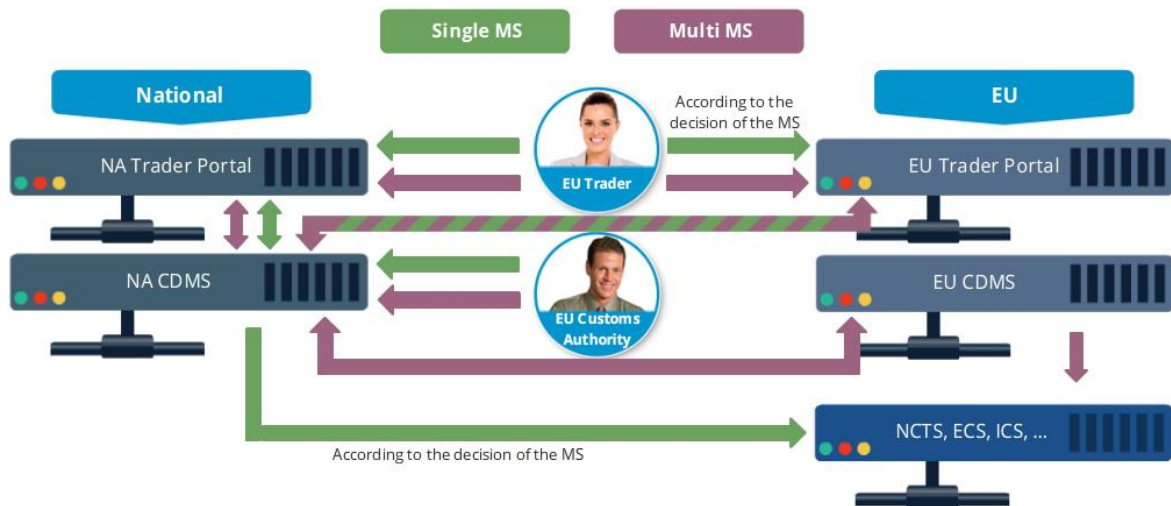 Single MS
Multi MS
National
EU
According to the
decision of the MS
NA Trader Portal
EU Trader
EU Trader Portal
NA CDMS
EU Customs
Authority
EU CDMS
NCTS, ECS, ICS, ...
According to the decision of the MS